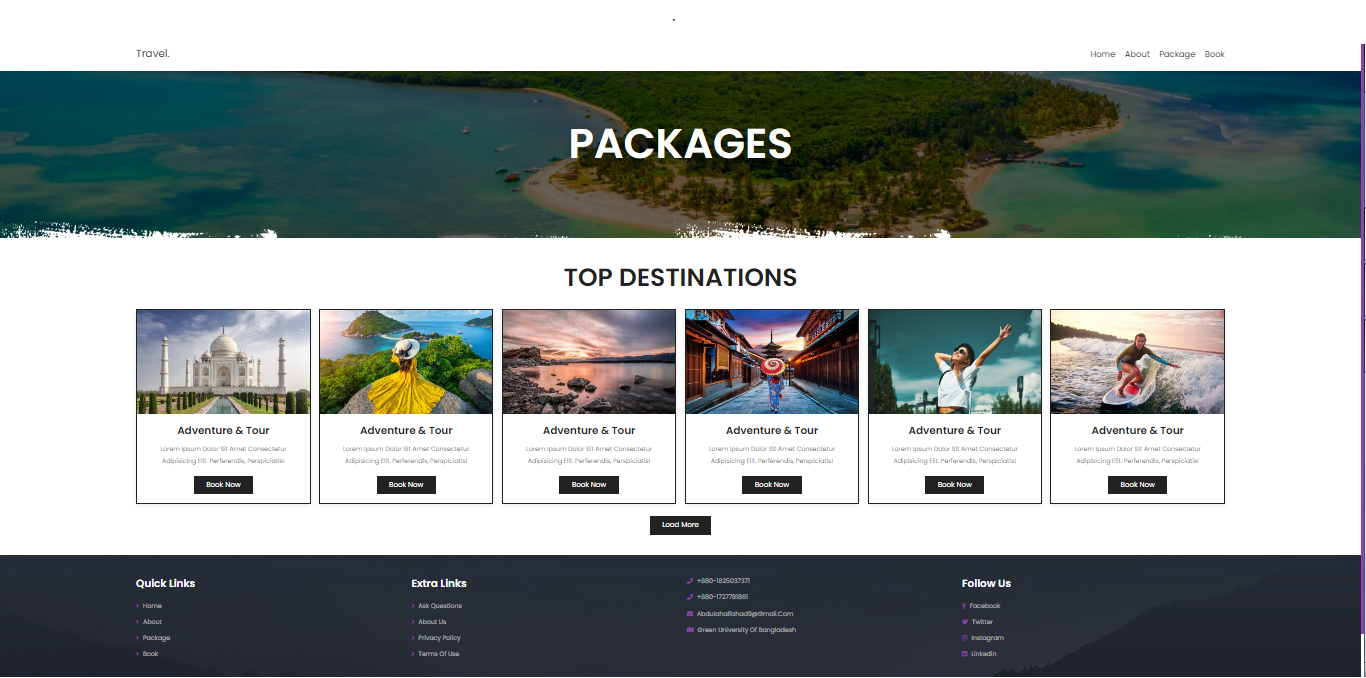 Travel.
Home About Package Book
PACKAGES
TOP DESTINATIONS
Adventure & Tour
Lorem Ipsum Dolor Sit Amet Consectetur
Adipisicing Elit. Perferendis, Perspiciatis!
Book Now
Adventure & Tour
Lorem Ipsum Dolor Sit Amet Consectetur
Adipisicing Elit. Perferendis, Perspiciatis!
Book Now
Adventure & Tour
Lorem Ipsum Dolor Sit Amet Consectetur
Adipisicing Elit. Perferendis, Perspiciatis!
Book Now
Adventure & Tour
Lorem Ipsum Dolor Sit Amet Consectetur
Adipisicing Elit. Perferendis, Perspiciatis!
Book Now
Adventure & Tour
Lorem Ipsum Dolor Sit Amet Consectetur
Adipisicing Elit. Perferendis, Perspiciatis!
Book Now
Adventure & Tour
Lorem Ipsum Dolor Sit Amet Consectetur
Adipisicing Elit. Perferendis, Perspiciatis!
Book Now
Load More
Quick Links
Home
About
Package
Book
Extra Links
Ask Questions
About Us
Privacy Policy
Terms Of Use
+880-1825037371
+880-1727781861
Abdulahalfahad9@Gmail.Com
Green University Of Bangladesh
Follow Us
Facebook
Twitter
Instagram
Linkedin